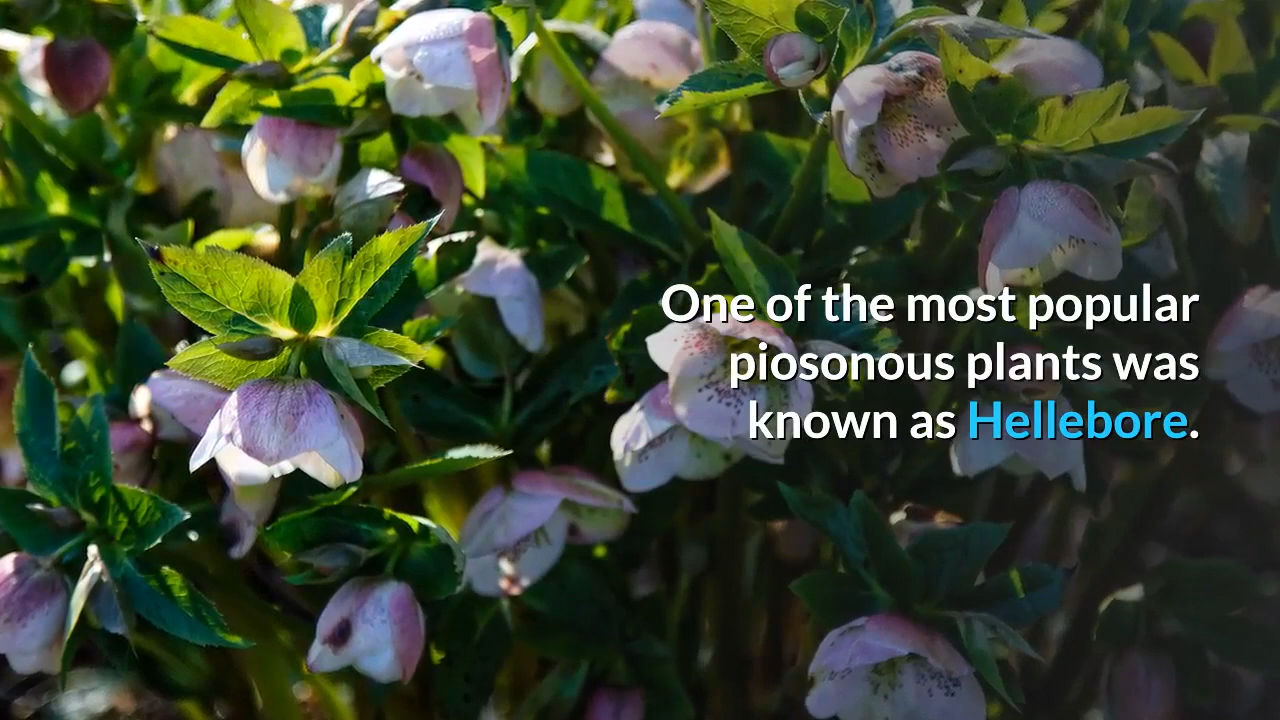 One of the most popular
piosonous plants was
known as Hellebore.